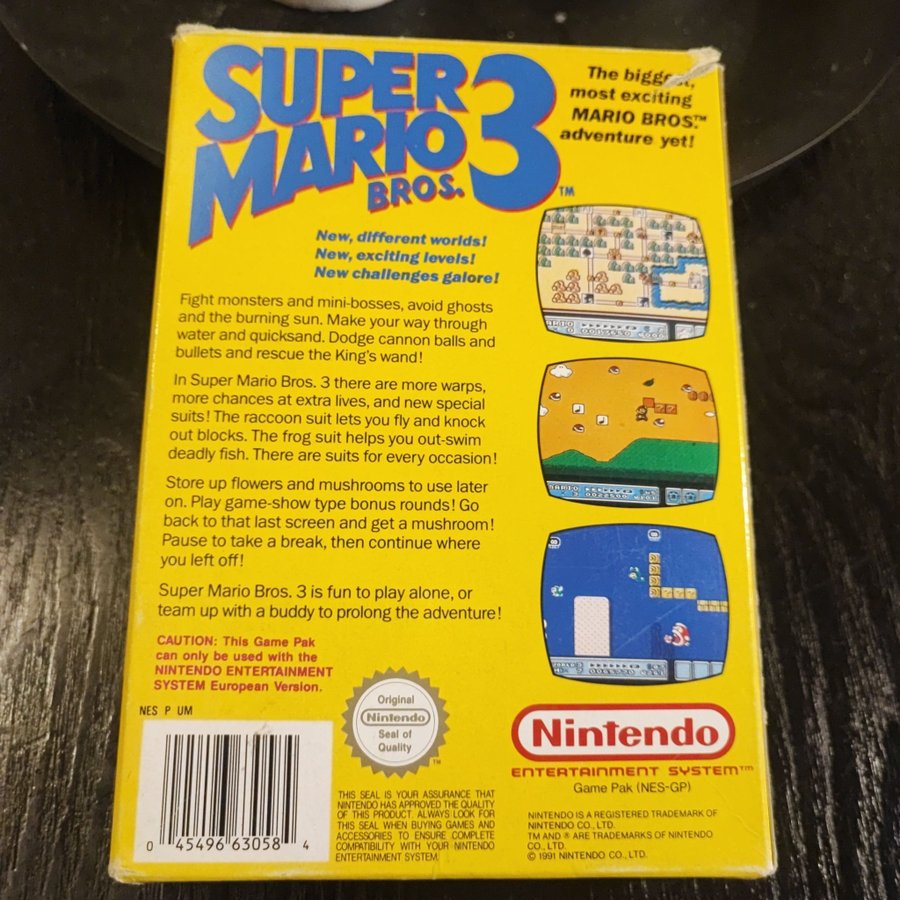 SUPER
MARIO
BROS. 3™
The biggest,
most exciting
MARIO BROS.™
adventure yet!
New, different worlds!
New, exciting levels!
New challenges galore!
Fight monsters and mini-bosses, avoid ghosts
and the burning sun. Make your way through
water and quicksand. Dodge cannon balls and
bullets and rescue the King's wand!
In Super Mario Bros. 3 there are more warps,
more chances at extra lives, and new special
suits! The raccoon suit lets you fly and knock
out blocks. The frog suit helps you out-swim
deadly fish. There are suits for every occasion!
Store up flowers and mushrooms to use later
on. Play game-show type bonus rounds! Go
back to that last screen and get a mushroom!
Pause to take a break, then continue where
you left off!
Super Mario Bros. 3 is fun to play alone, or
team up with a buddy to prolong the adventure!
CAUTION: This Game Pak
can only be used with the
NINTENDO ENTERTAINMENT
SYSTEM European Version.
NES P UM
0 45496 63058 4
Original
Nintendo
Seal of
Quality
™
THIS SEAL IS YOUR ASSURANCE THAT
NINTENDO HAS APPROVED THE QUALITY
OF THIS PRODUCT. ALWAYS LOOK FOR
THIS SEAL WHEN BUYING GAMES AND
ACCESSORIES TO ENSURE COMPLETE
COMPATIBILITY WITH YOUR NINTENDO
ENTERTAINMENT SYSTEM.
Nintendo
ENTERTAINMENT SYSTEM™
Game Pak (NES-GP)
NINTENDO IS A REGISTERED TRADEMARK OF
NINTENDO CO., LTD.
TM AND ® ARE TRADEMARKS OF NINTENDO
CO., LTD.
© 1991 NINTENDO CO., LTD.